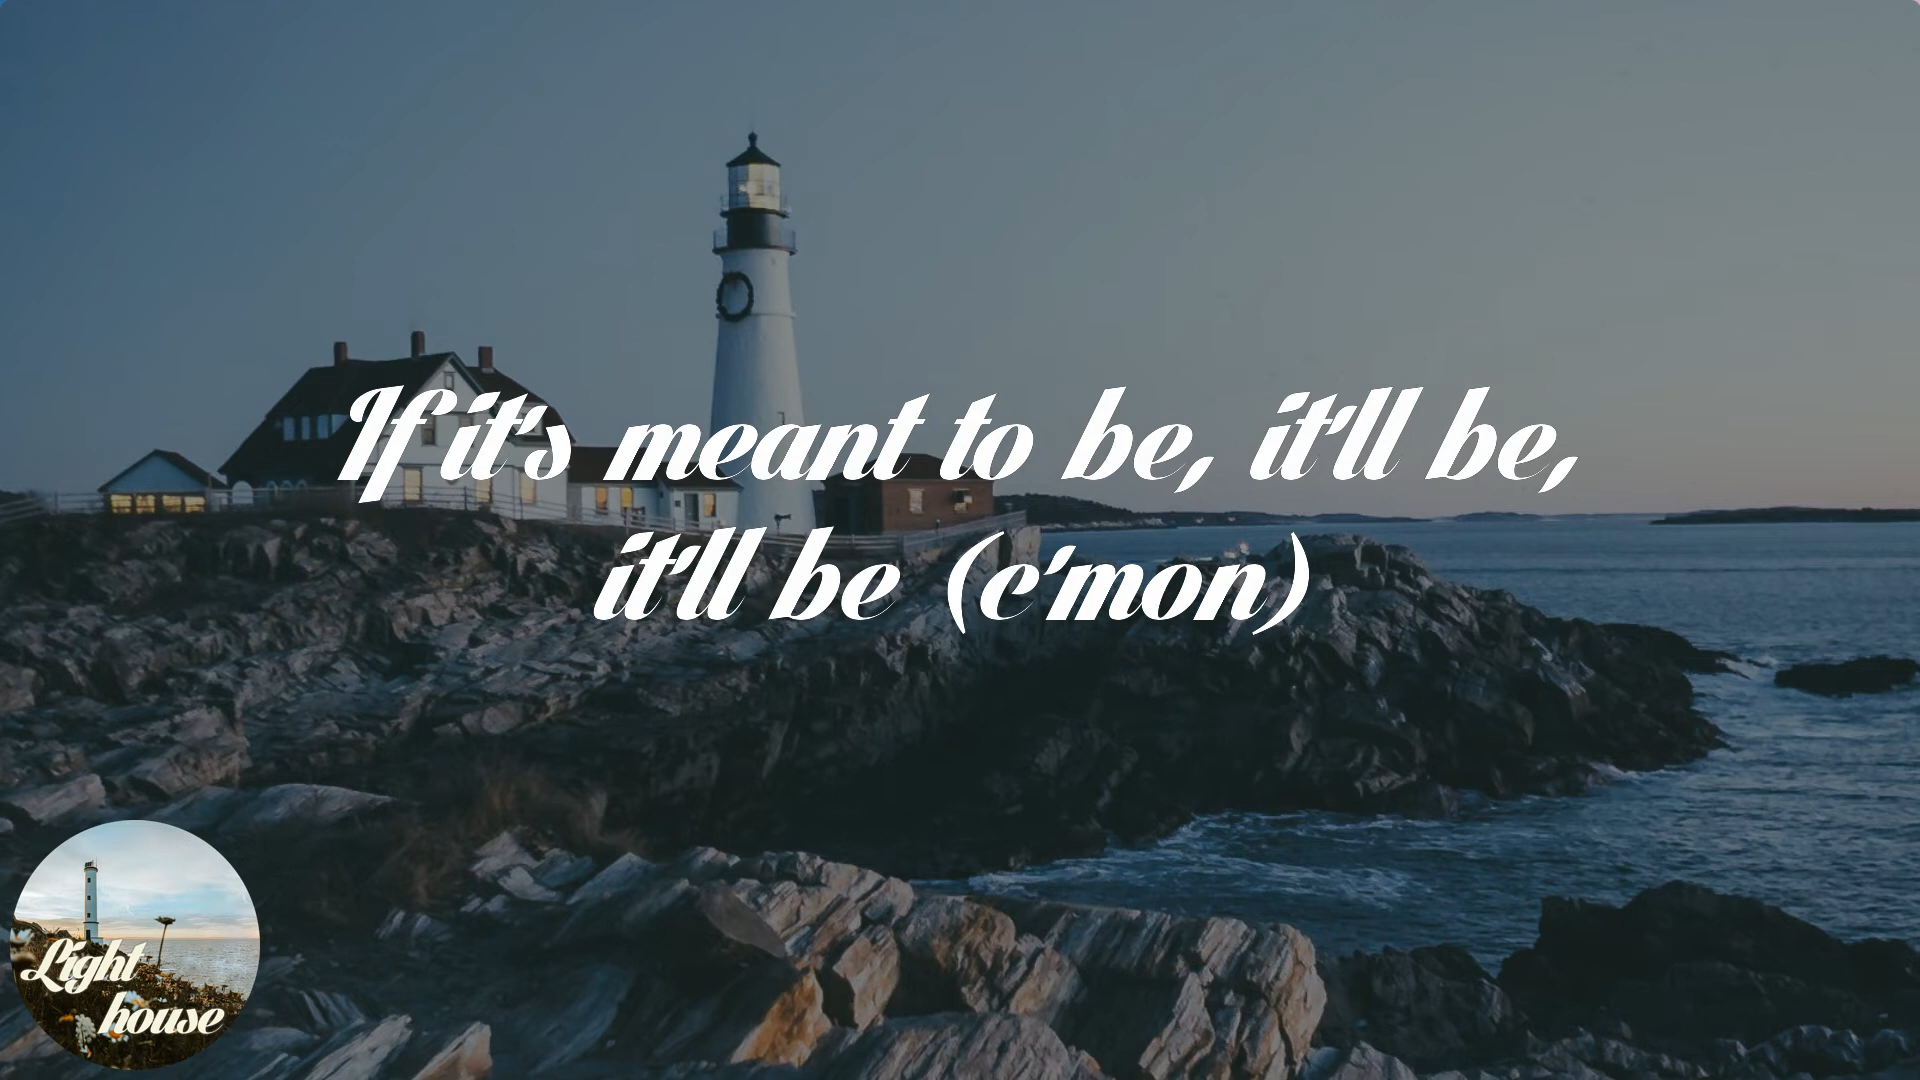 If it's meant to be, it'll be,
it'll be (c'mon)
Light
house